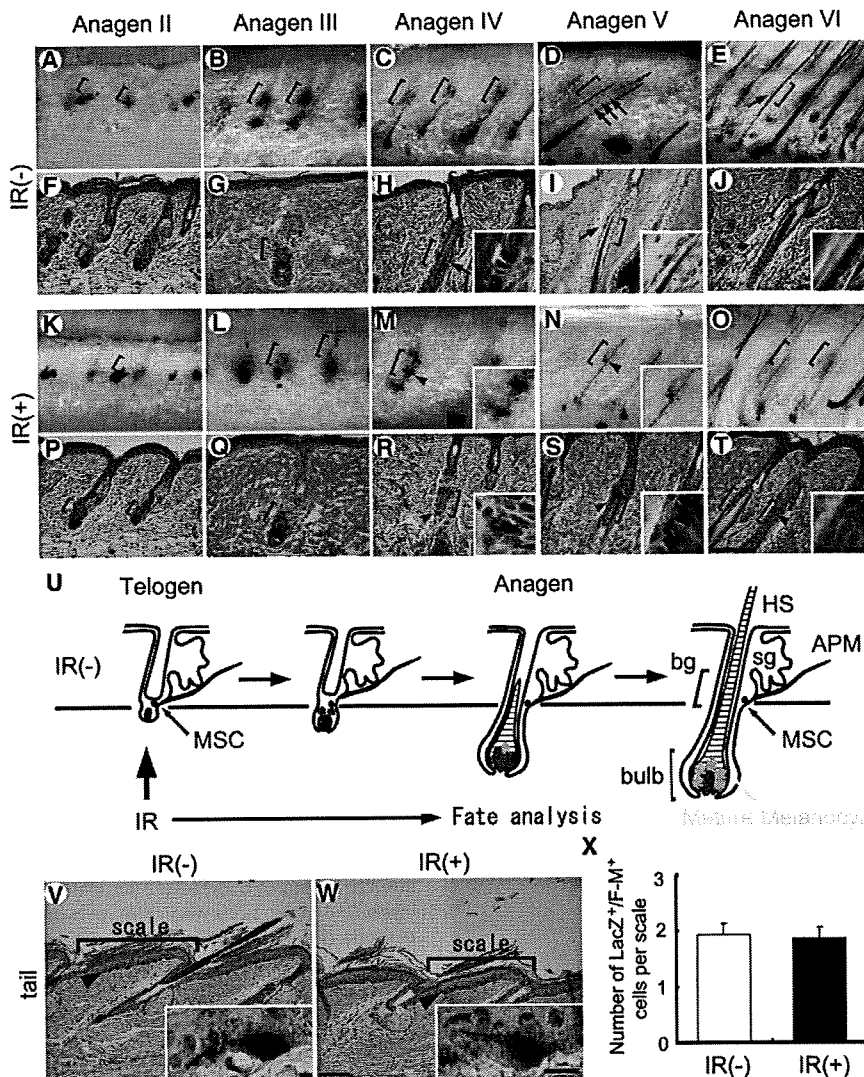 Anagen II Anagen III Anagen IV Anagen V Anagen VI
A B C D E
IR(-)
F G H I J
K L M N O
IR(+)
P Q R S T
U
Telogen Anagen
HS
IR(-)
bg
sg
APM
MSC
MSC
bulb
IR
Fate analysis
IR(-) IR(+)
X
V scale
W scale
tail
Number of LacZ⁺/F-M⁺
cells per scale
3
2
1
0
IR(-) IR(+)